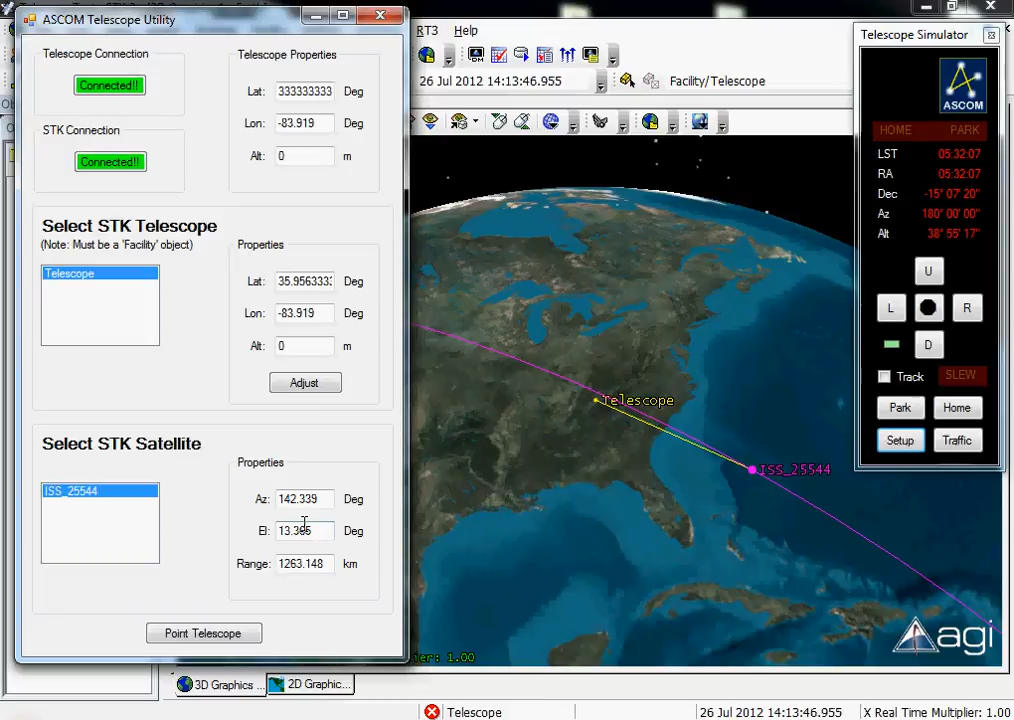 ASCOM Telescope Utility
Telescope Connection
Connected!!
STK Connection
Connected!!
Telescope Properties
Lat: 333333333 Deg
Lon: -83.919 Deg
Alt: 0 m
Select STK Telescope
(Note: Must be a 'Facility' object)
Telescope
Properties
Lat: 35.9563333 Deg
Lon: -83.919 Deg
Alt: 0 m
Adjust
Select STK Satellite
ISS_25544
Properties
Az: 142.339 Deg
El: Deg
Range: 1263.148 km
Point Telescope
RT3 Help
26 Jul 2012 14:13:46.955 Facility/Telescope
Telescope
ISS_25544
agi
1.00
3D Graphics ...
2D Graphic...
Telescope
26 Jul 2012 14:13:46.955
X Real Time Multiplier: 1.00
Telescope Simulator
ASCOM
HOME PARK
LST 05:32:07
RA 05:32:07
Dec -15° 07' 20"
Az 180° 00' 00"
Alt 38° 55' 17"
U
L
R
D
Track
SLEW
Park
Home
Setup
Traffic